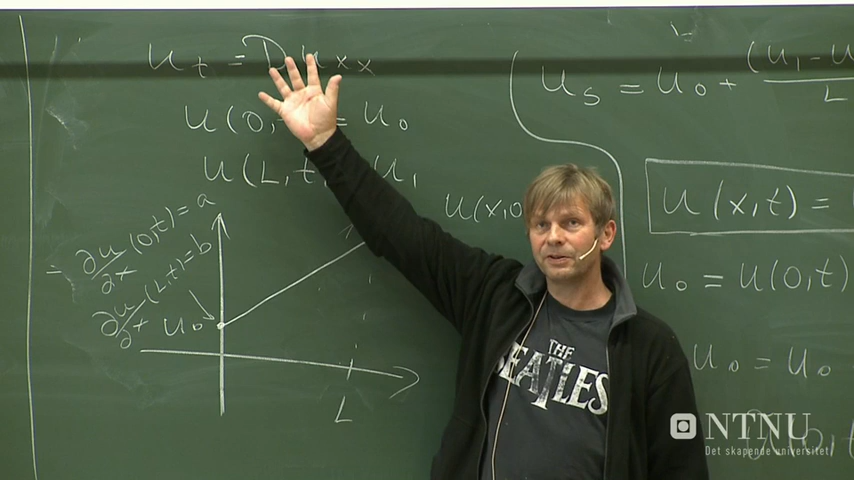 u_t = D u_xx
u(0, = u_0
u(L, t u_1
u(x,0
= ∂u/∂x (0,t) = a
∂u/∂x (L,t) = b
u_0
L
u_s = u_0 + (u_1 - u / L
u(x,t) =
u_0 = u(0,t)
u_0 = u_0
THE
BEATLES
NTNU
Det skapende universitet